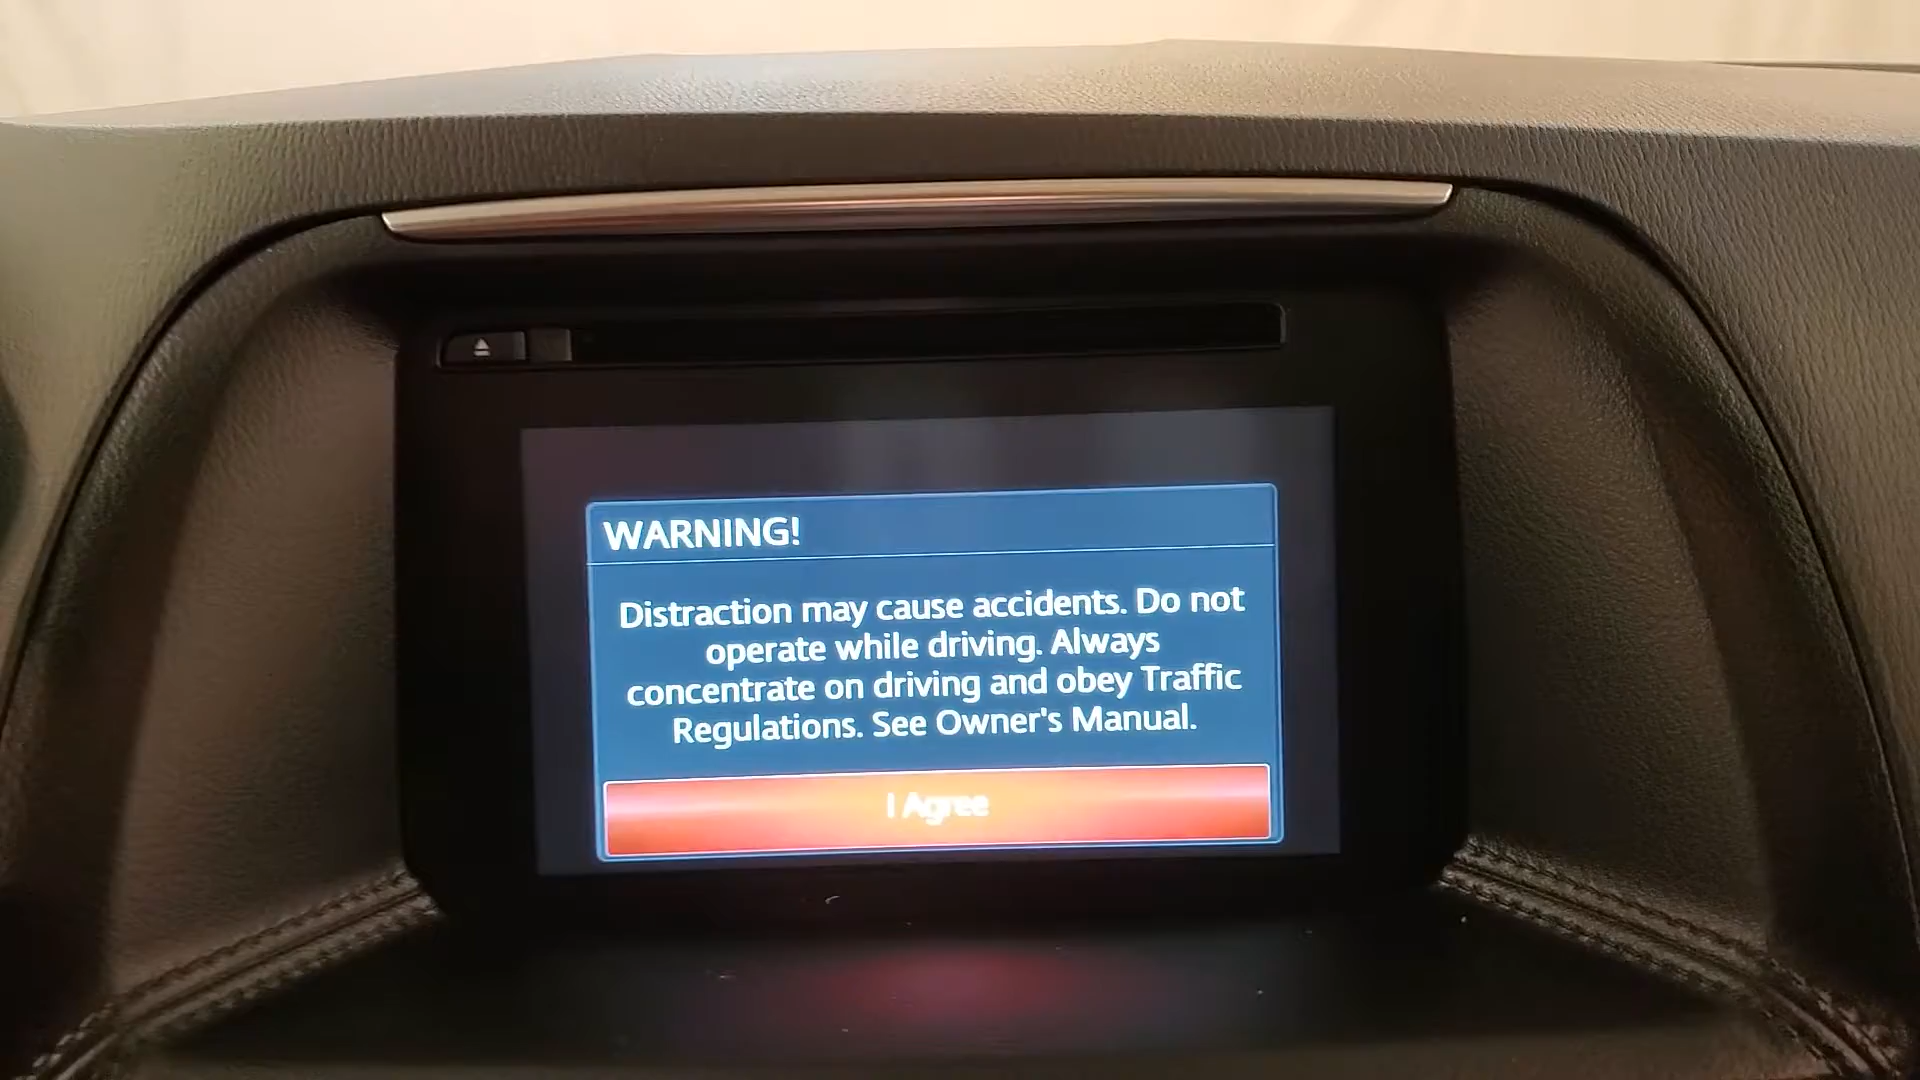 WARNING!
Distraction may cause accidents. Do not
operate while driving. Always
concentrate on driving and obey Traffic
Regulations. See Owner's Manual.
I Agree